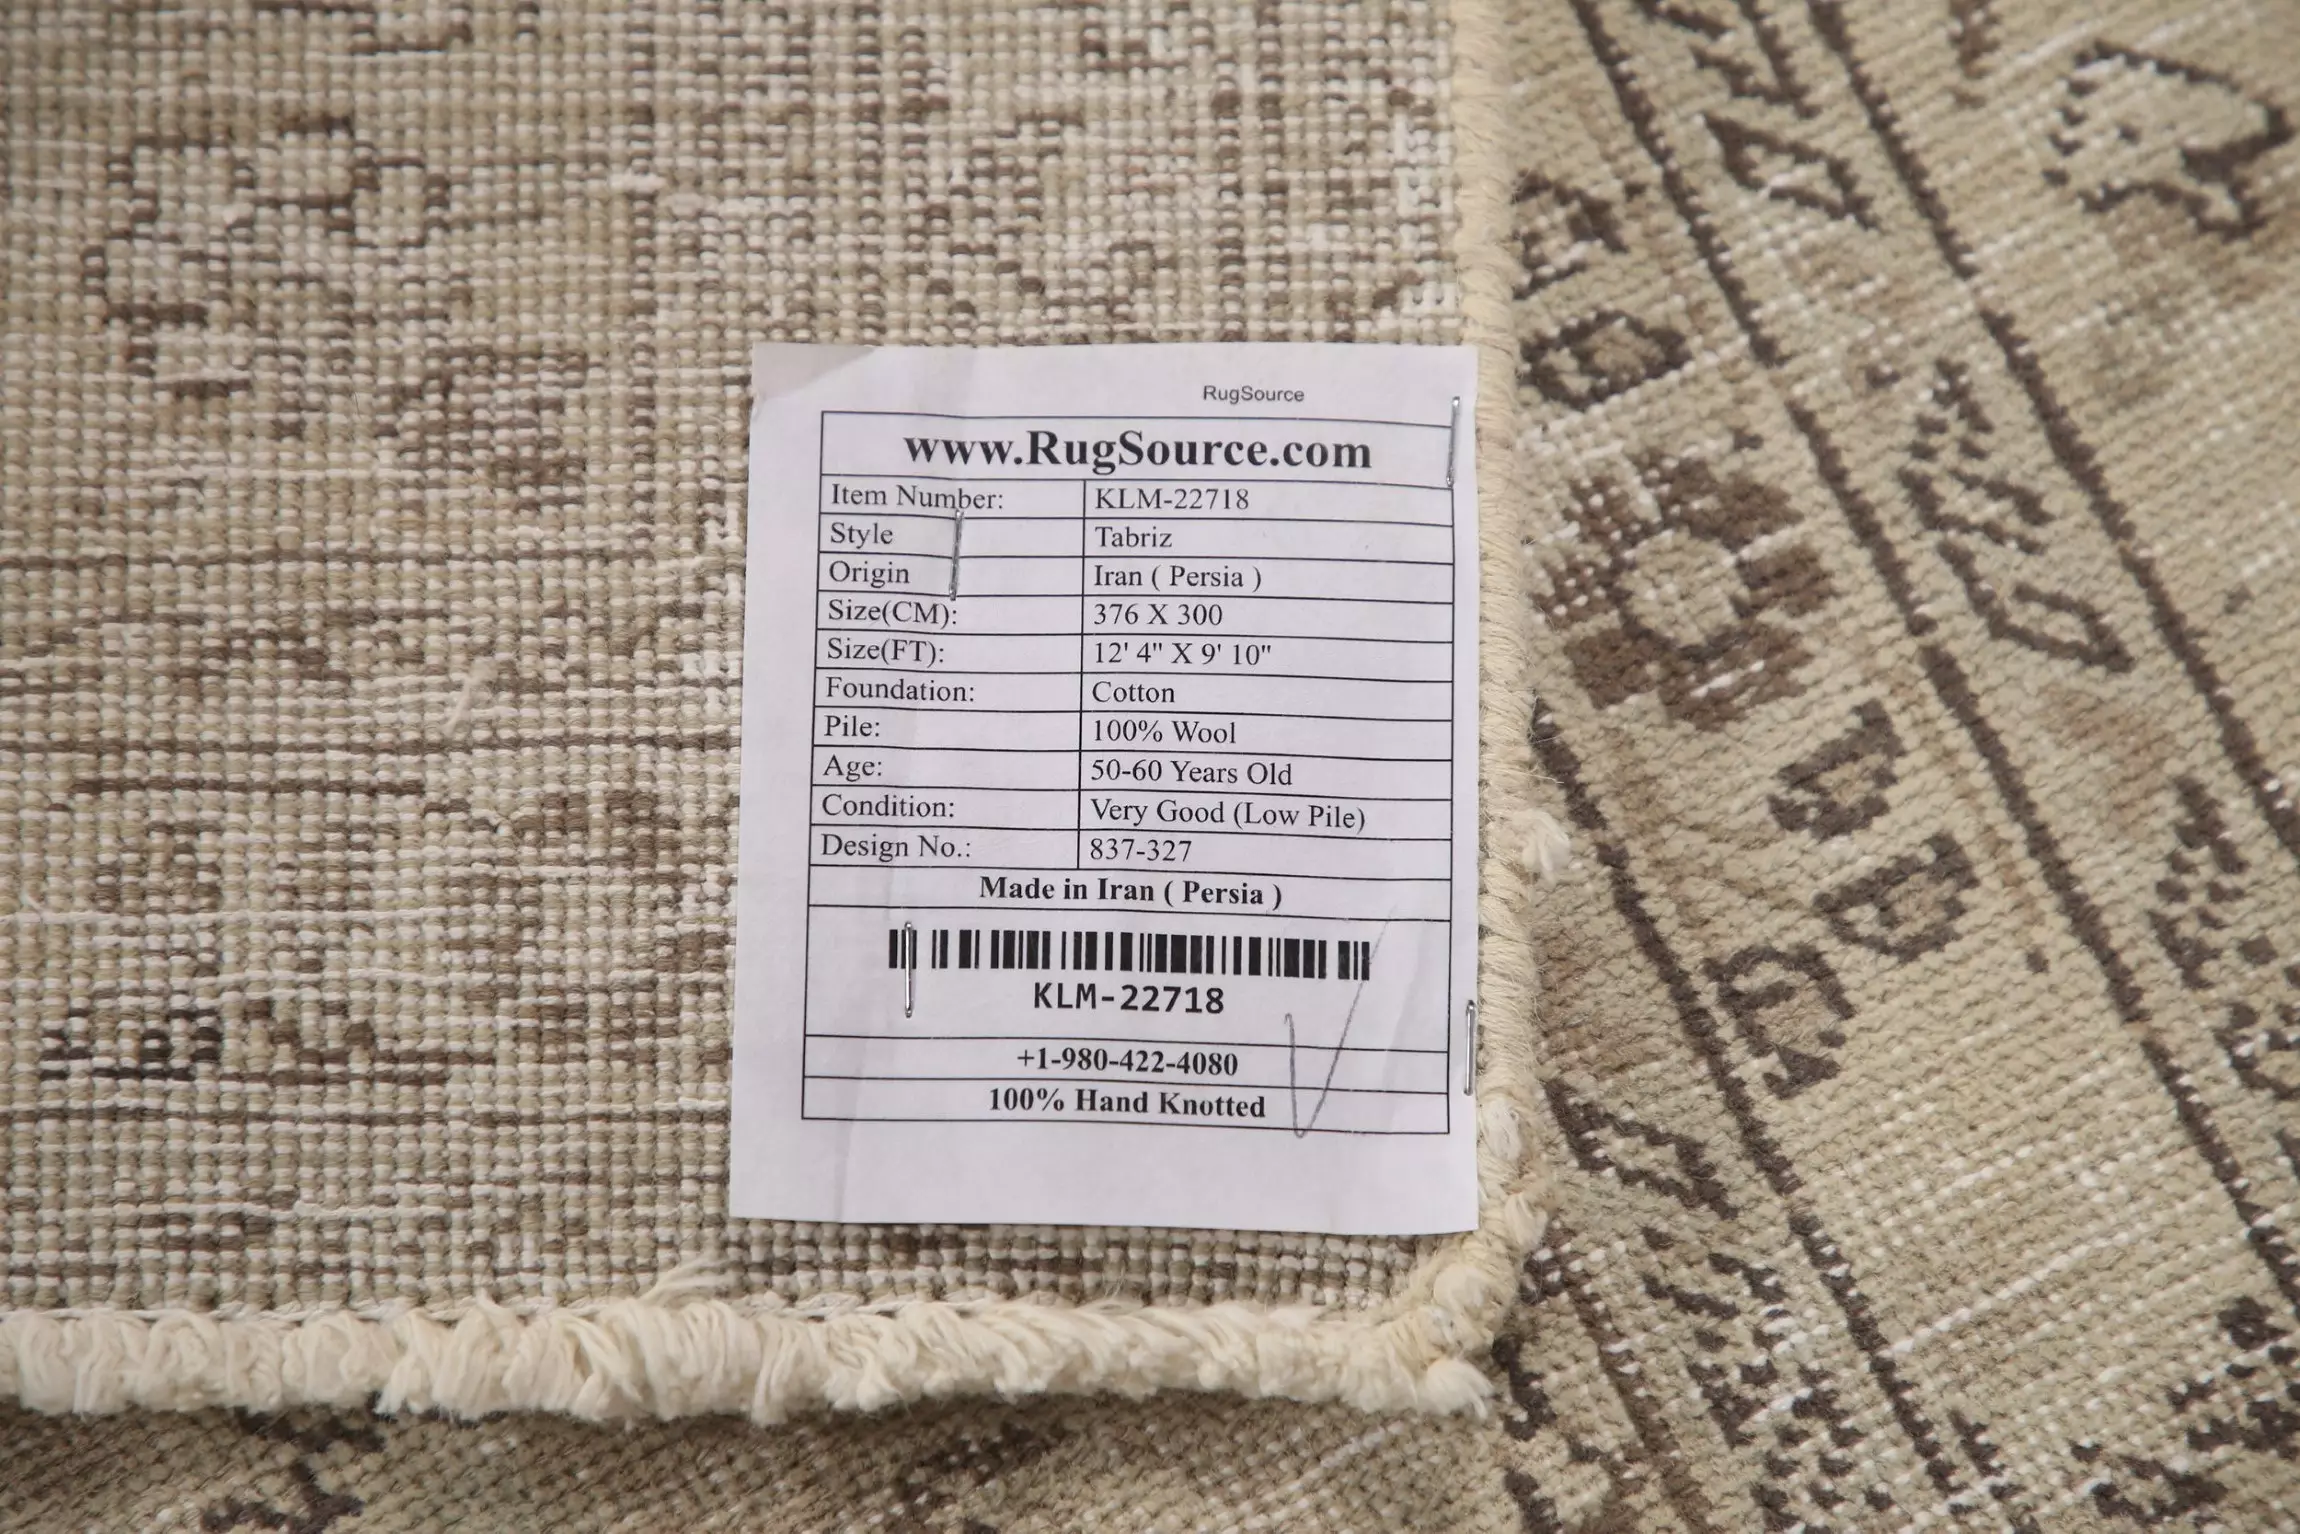 RugSource
www.RugSource.com
Item Number: KLM-22718
Style Tabriz
Origin Iran ( Persia )
Size(CM): 376 X 300
Size(FT): 12' 4" X 9' 10"
Foundation: Cotton
Pile: 100% Wool
Age: 50-60 Years Old
Condition: Very Good (Low Pile)
Design No.: 837-327
Made in Iran ( Persia )
KLM-22718
+1-980-422-4080
100% Hand Knotted